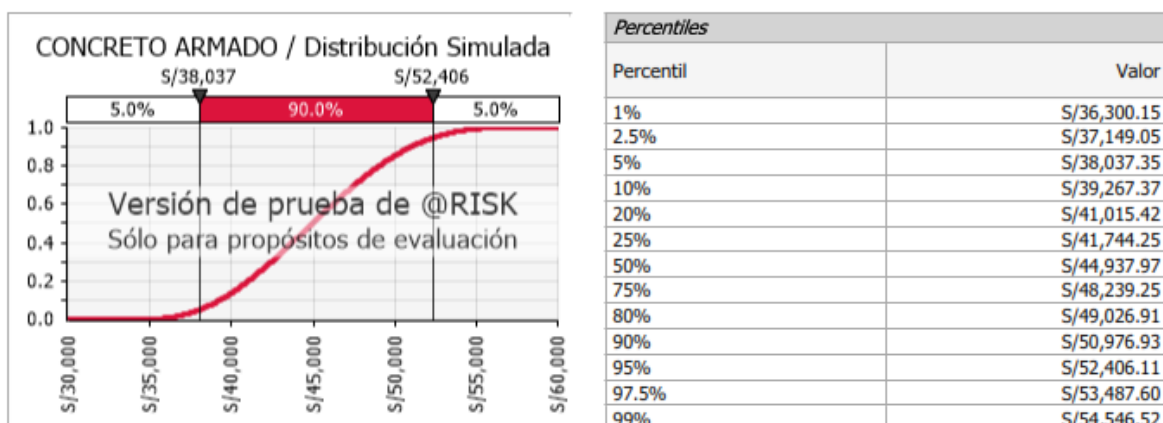 CONCRETO ARMADO / Distribución Simulada
S/38,037 S/52,406
5.0% 90.0% 5.0%
1.0
0.8
0.6
0.4
0.2
0.0
Versión de prueba de @RISK
Sólo para propósitos de evaluación
S/30,000
S/35,000
S/40,000
S/45,000
S/50,000
S/55,000
S/60,000
Percentiles
Percentil Valor
1% S/36,300.15
2.5% S/37,149.05
5% S/38,037.35
10% S/39,267.37
20% S/41,015.42
25% S/41,744.25
50% S/44,937.97
75% S/48,239.25
80% S/49,026.91
90% S/50,976.93
95% S/52,406.11
97.5% S/53,487.60
99% S/54,546.52